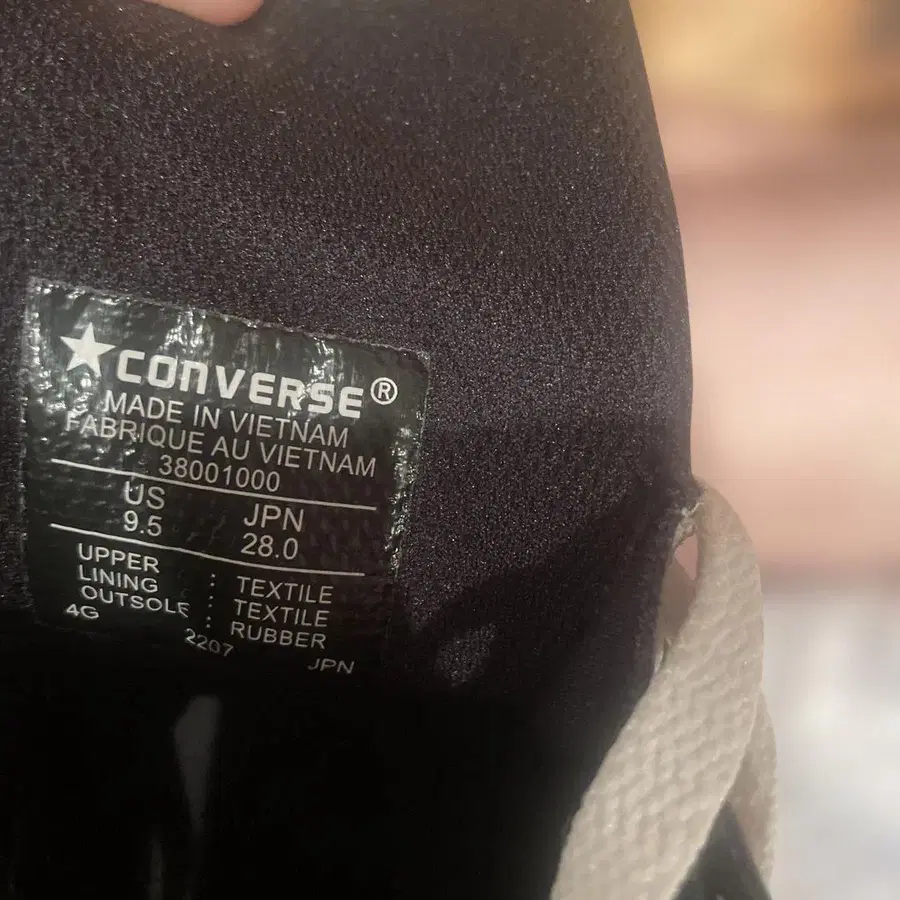 ★CONVERSE®
MADE IN VIETNAM
FABRIQUE AU VIETNAM
38001000
US JPN
9.5 28.0
UPPER : TEXTILE
LINING : TEXTILE
OUTSOLE : RUBBER
4G 2207 JPN